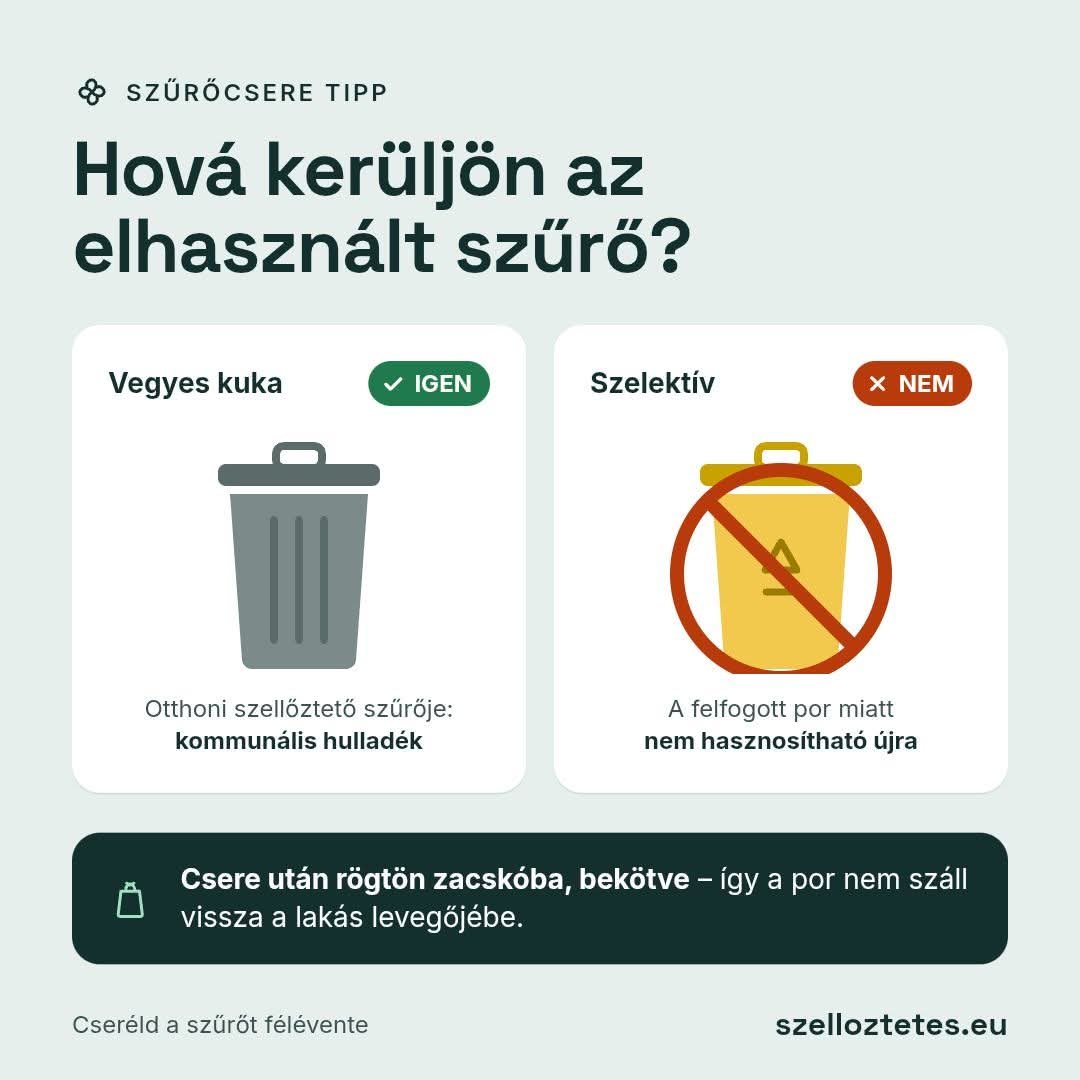 SZŰRŐCSERE TIPP
Hová kerüljön az
elhasznált szűrő?
Vegyes kuka
IGEN
Otthoni szellőztető szűrője:
kommunális hulladék
Szelektív
NEM
A felfogott por miatt
nem hasznosítható újra
Csere után rögtön zacskóba, bekötve – így a por nem száll
vissza a lakás levegőjébe.
Cseréld a szűrőt félévente
szelloztetes.eu